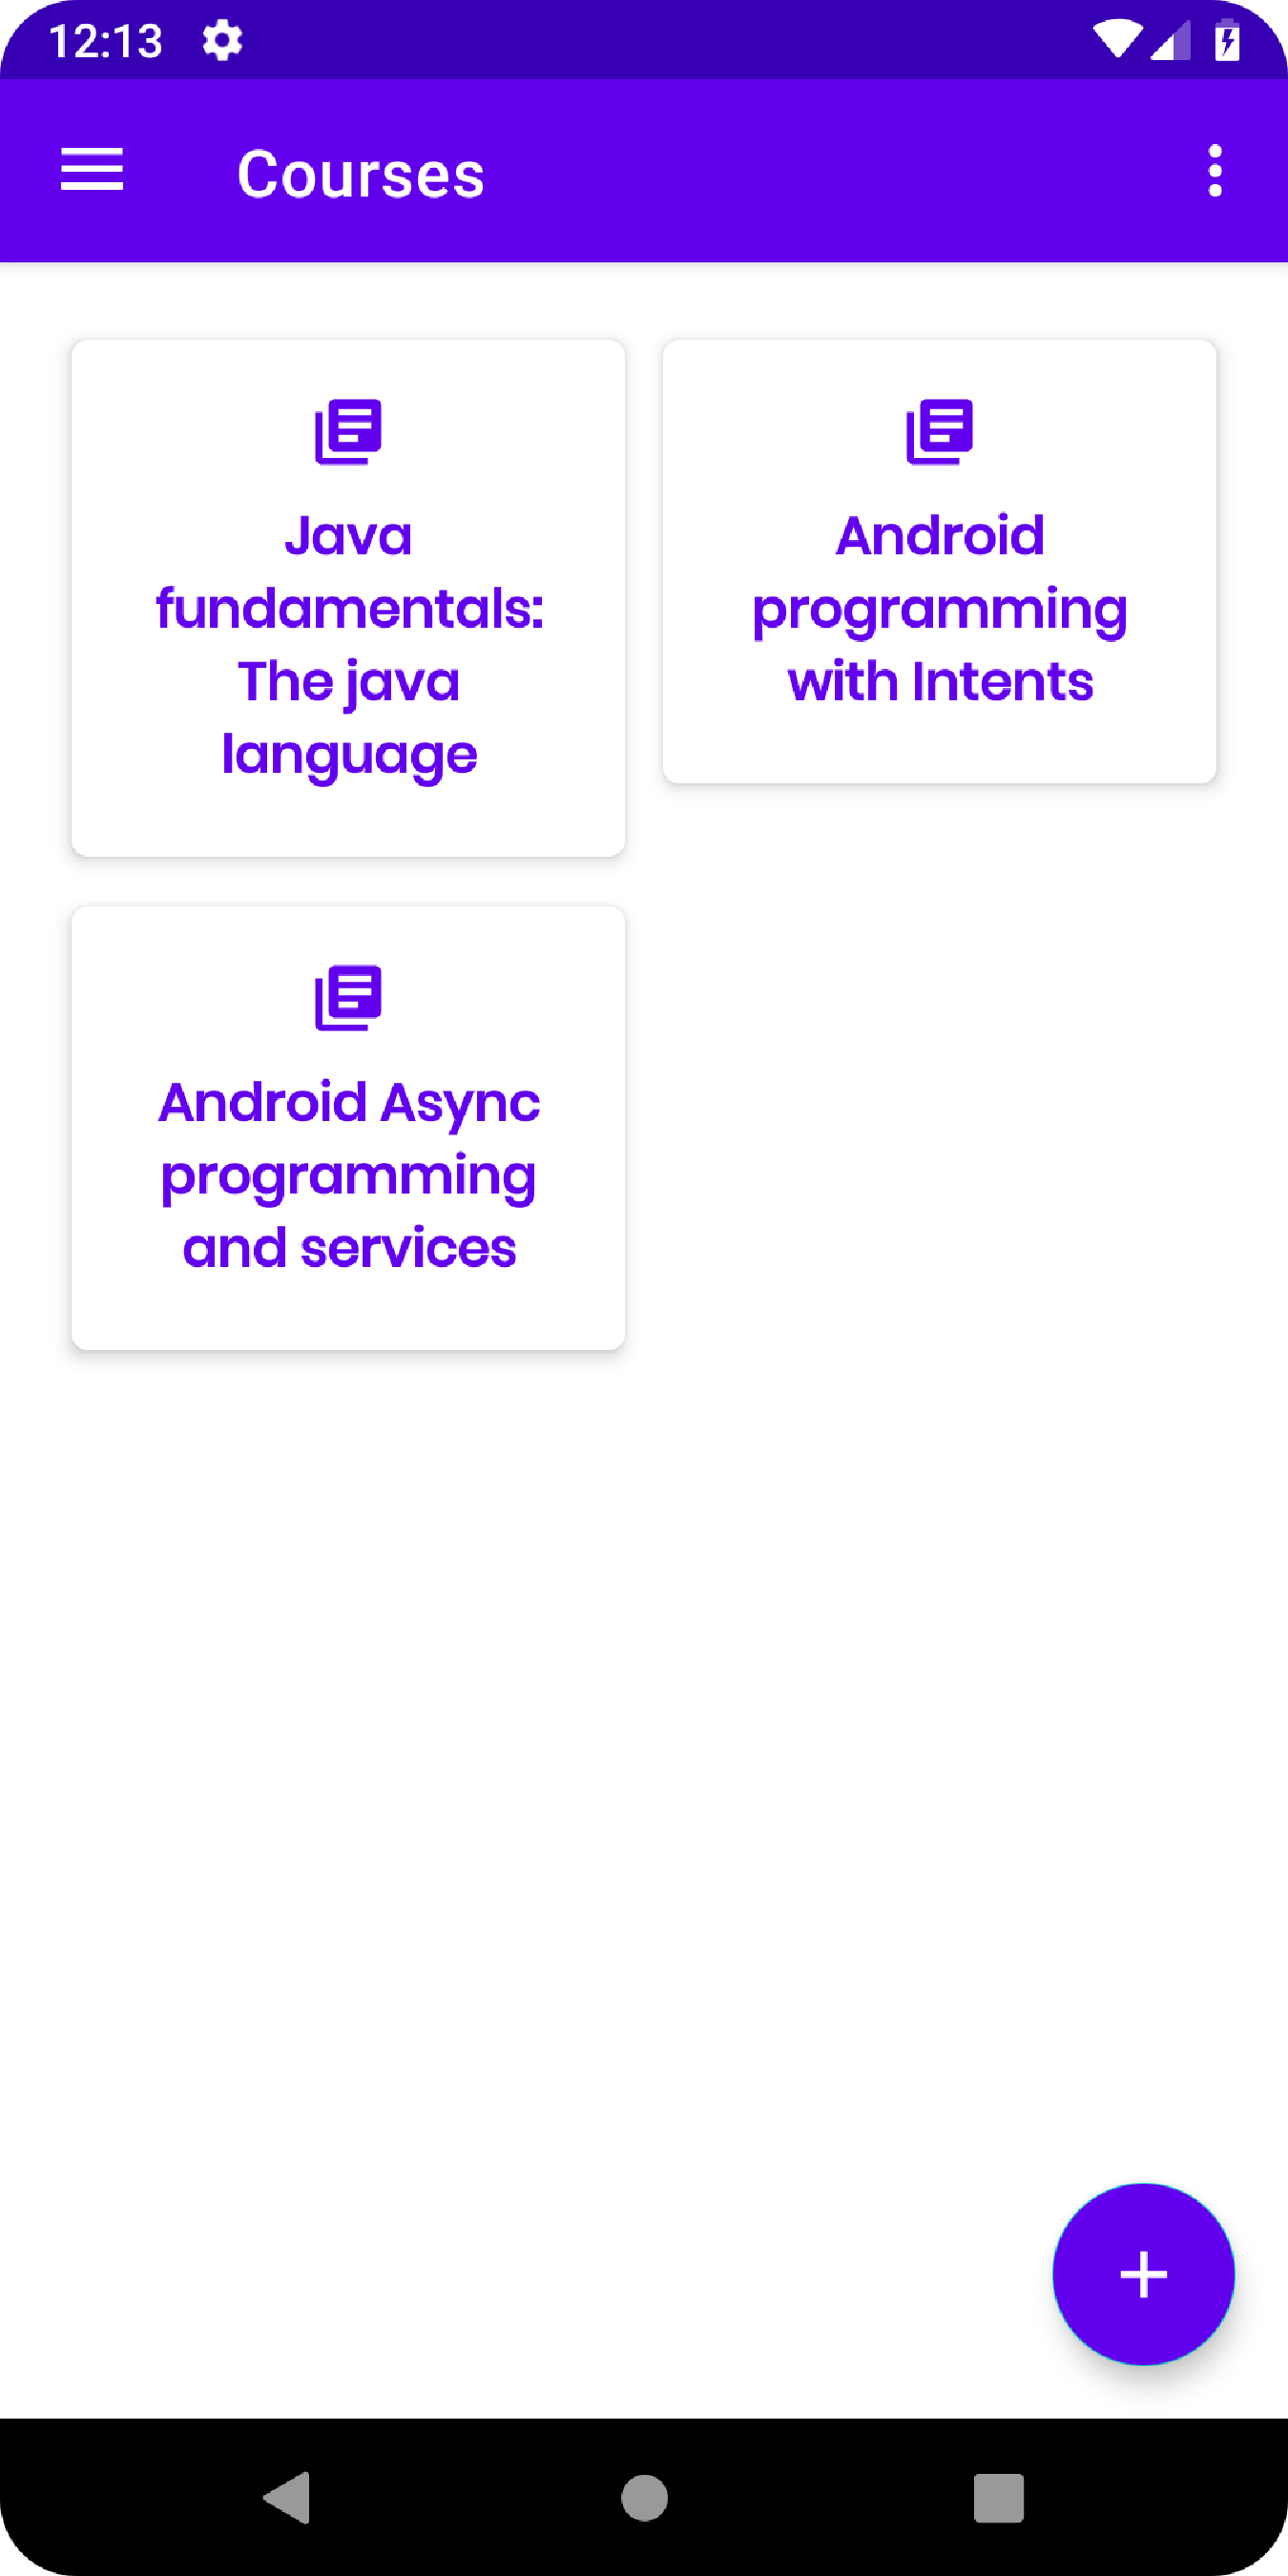 12:13
Courses
Java
fundamentals:
The java
language
Android
programming
with Intents
Android Async
programming
and services